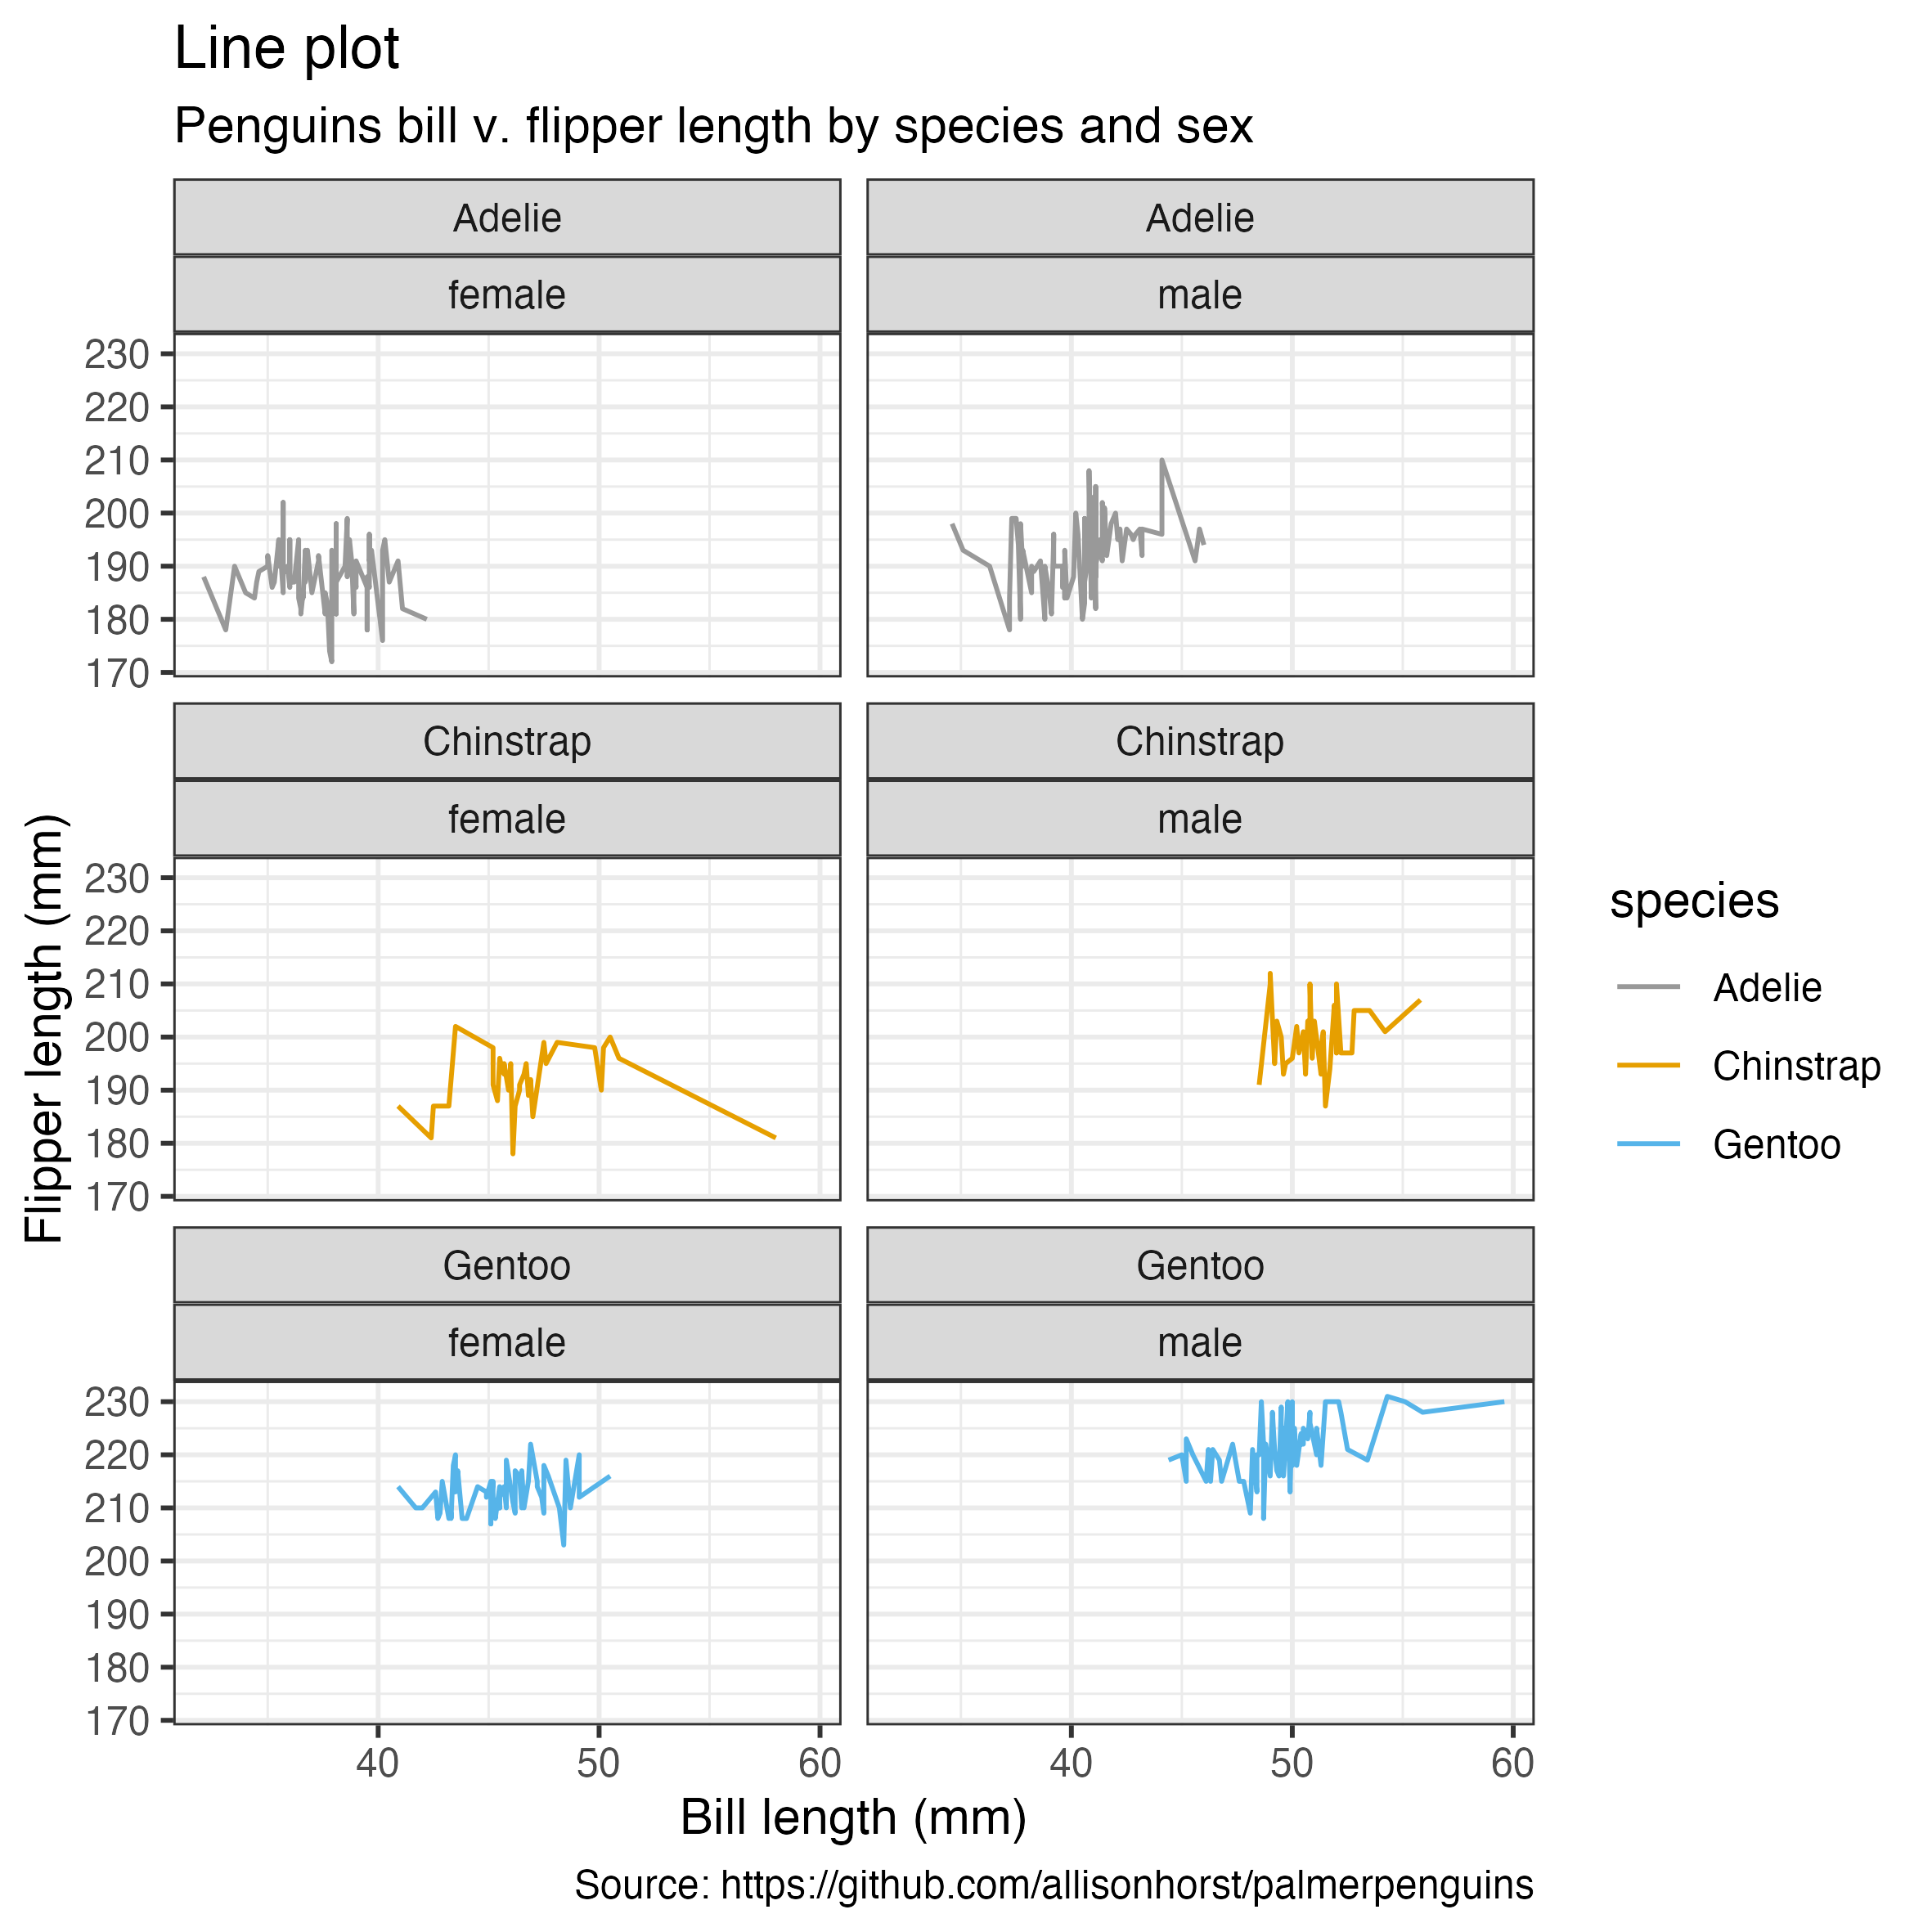 Line plot
Penguins bill v. flipper length by species and sex
Adelie
Adelie
female
male
230
220
210
200
190
180
170
Chinstrap
Chinstrap
female
male
230
220
210
200
190
180
170
Gentoo
Gentoo
female
male
230
220
210
200
190
180
170
40
50
60
40
50
60
Flipper length (mm)
Bill length (mm)
species
Adelie
Chinstrap
Gentoo
Source: https://github.com/allisonhorst/palmerpenguins